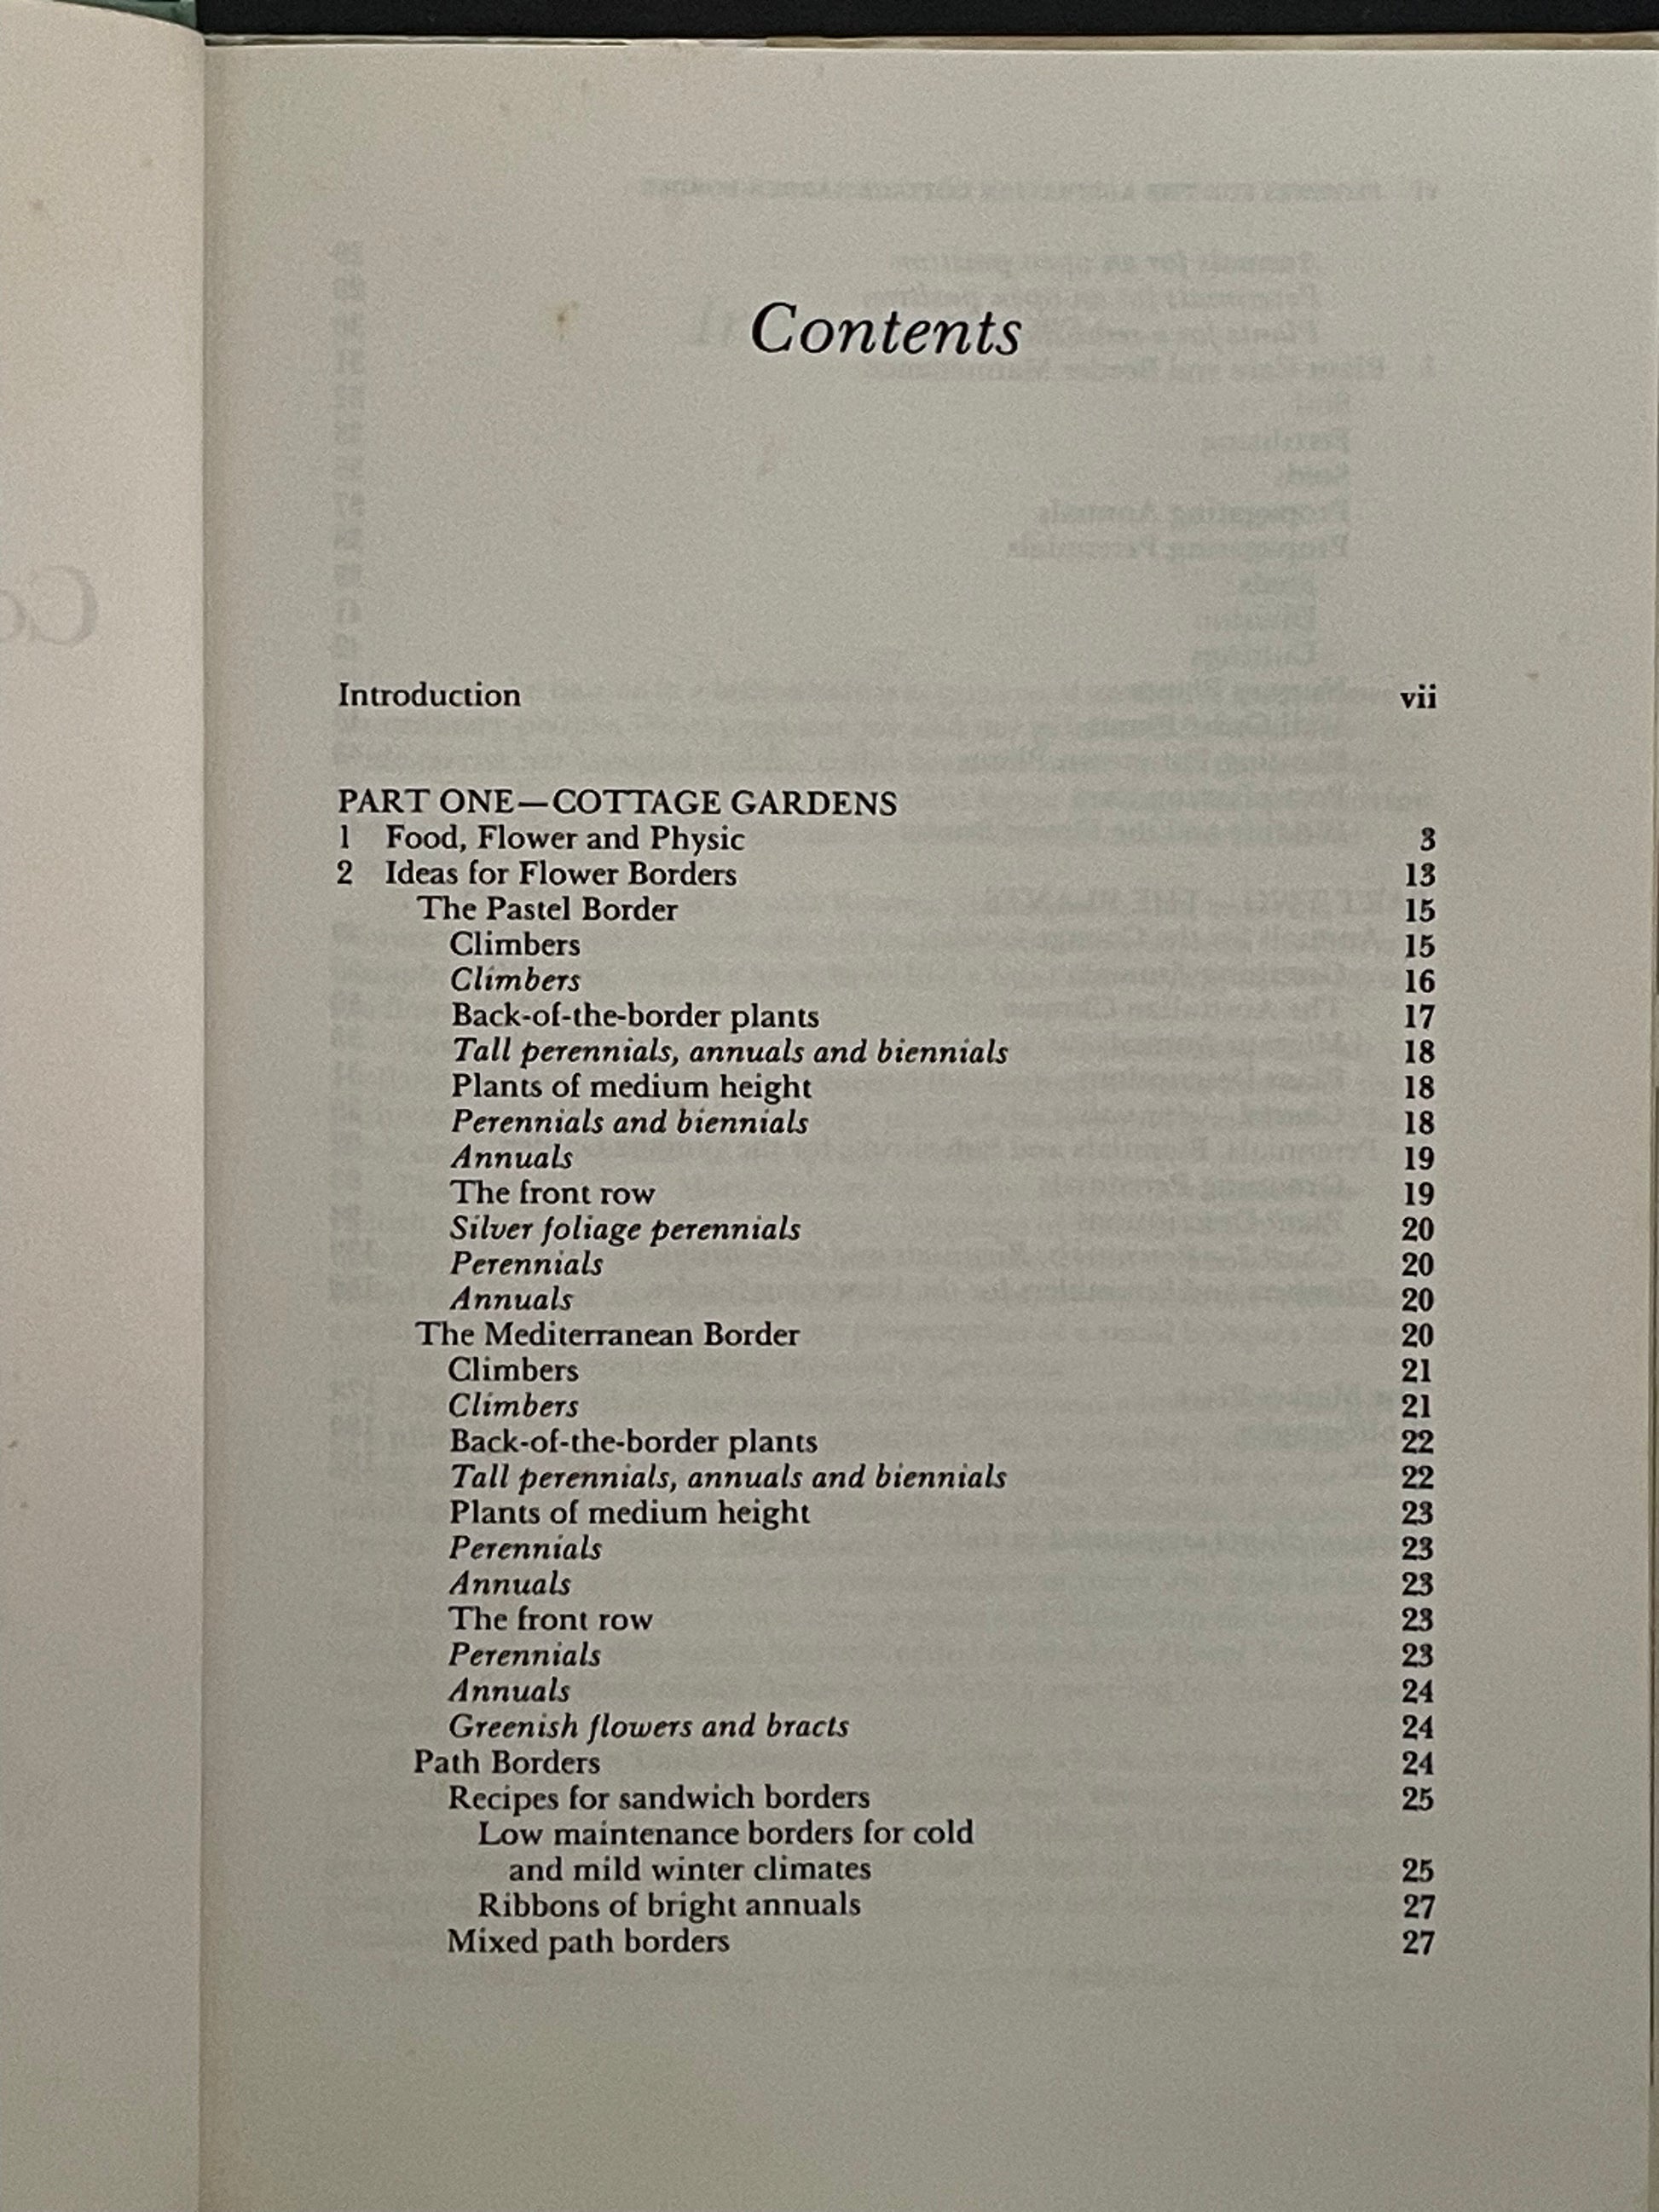 Contents
Introduction vii
PART ONE—COTTAGE GARDENS
1 Food, Flower and Physic 3
2 Ideas for Flower Borders 13
The Pastel Border 15
Climbers 15
Climbers 16
Back-of-the-border plants 17
Tall perennials, annuals and biennials 18
Plants of medium height 18
Perennials and biennials 18
Annuals 19
The front row 19
Silver foliage perennials 20
Perennials 20
Annuals 20
The Mediterranean Border 20
Climbers 21
Climbers 21
Back-of-the-border plants 22
Tall perennials, annuals and biennials 22
Plants of medium height 23
Perennials 23
Annuals 23
The front row 23
Perennials 23
Annuals 24
Greenish flowers and bracts 24
Path Borders 24
Recipes for sandwich borders 25
Low maintenance borders for cold
and mild winter climates 25
Ribbons of bright annuals 27
Mixed path borders 27